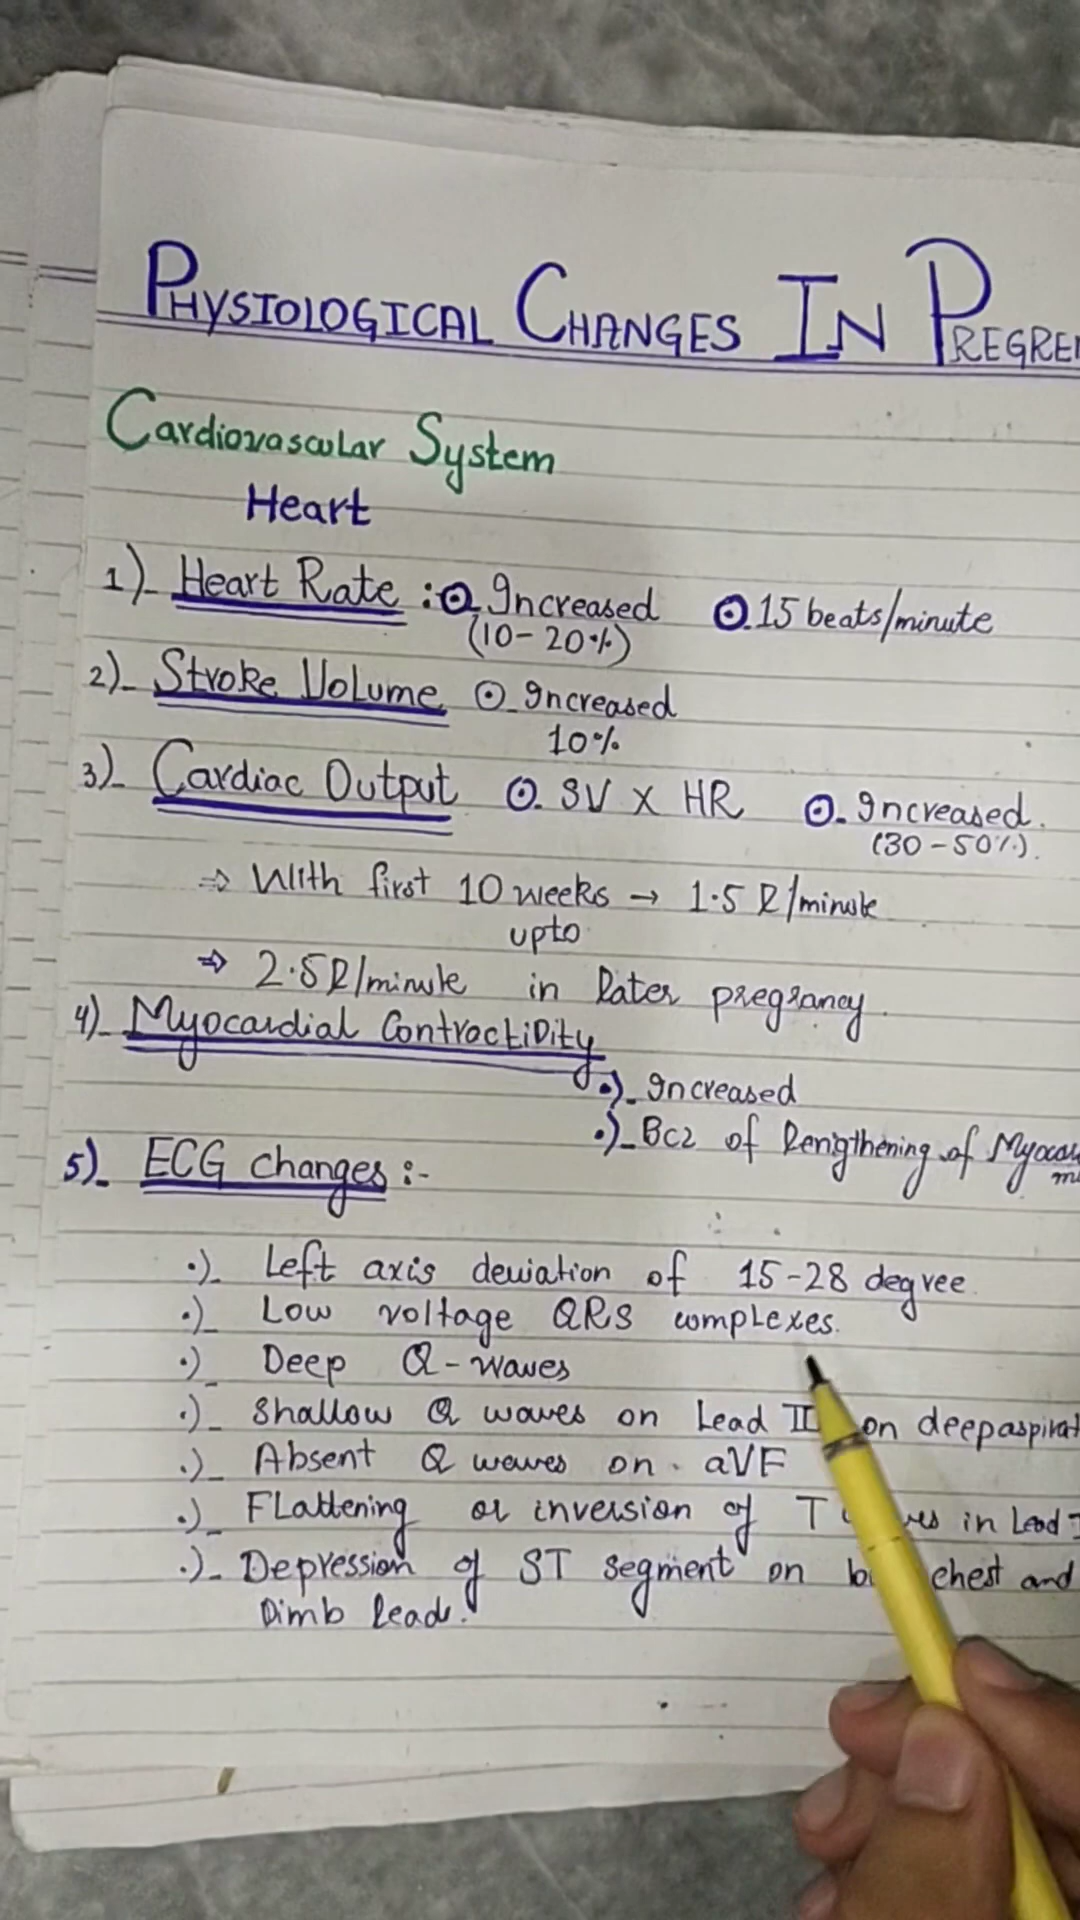 PHYSIOLOGICAL CHANGES IN PREGRE
Cardiovascular System
Heart
1)_ Heart Rate : Increased 15 beats/minute
(10-20%)
2)_ Stroke Volume Increased
10%
3)_ Cardiac Output SV X HR Increased.
(30-50%).
⇒ With first 10 weeks → 1.5 l/minute
upto
⇒ 2.5 l/minute in later pregnancy.
4)_ Myocardial Contractility
•)_ Increased
•)_ Bcz of lengthening of Myocar
5)_ ECG changes :-
•)_ Left axis deviation of 15-28 degree.
•)_ Low voltage QRS complexes.
•)_ Deep Q-waves
•)_ Shallow Q waves on Lead II on deepaspirat
•)_ Absent Q waves on aVF
•)_ Flattening or inversion of T in Lead
•)_ Depression of ST segment on chest and
limb lead.